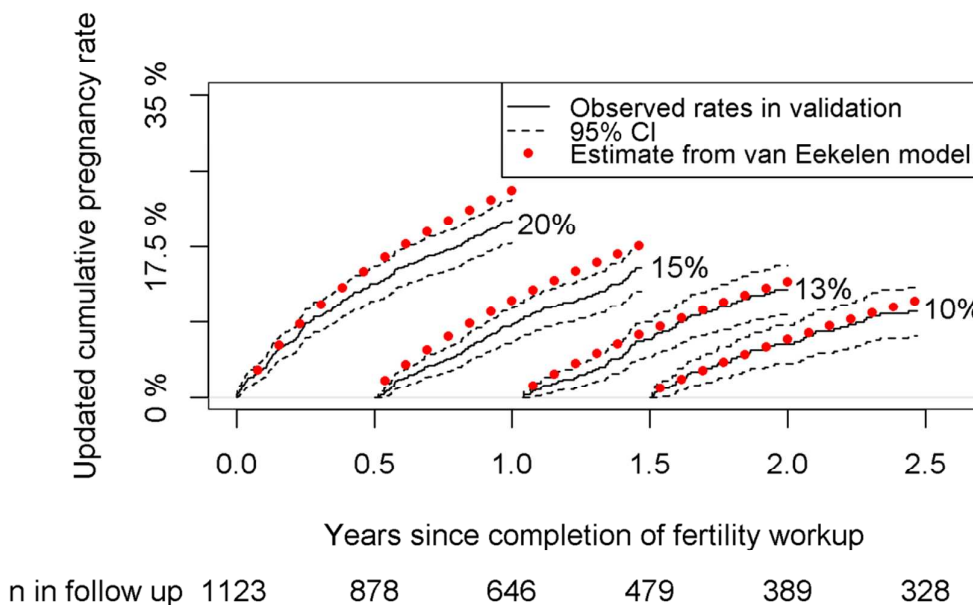 Updated cumulative pregnancy rate
35 %
17.5 %
0 %
Observed rates in validation
95% CI
Estimate from van Eekelen model
20%
15%
13%
10%
0.0 0.5 1.0 1.5 2.0 2.5
Years since completion of fertility workup
n in follow up 1123 878 646 479 389 328